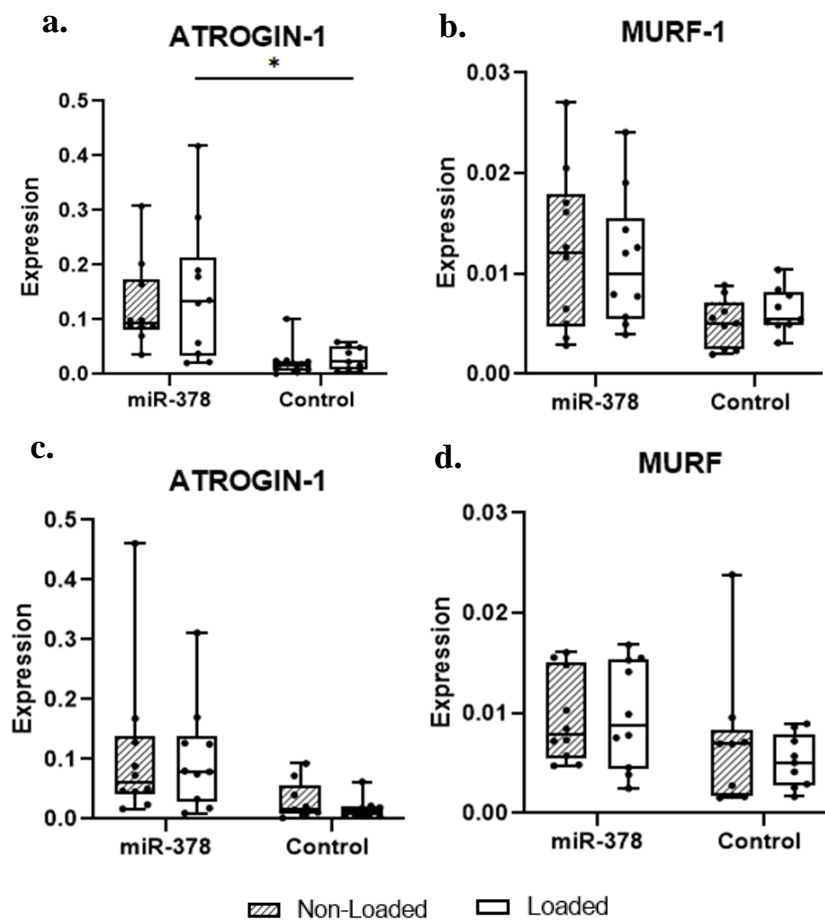 a.
ATROGIN-1
*
Expression
0.5
0.4
0.3
0.2
0.1
0.0
miR-378 Control
b.
MURF-1
Expression
0.03
0.02
0.01
0.00
miR-378 Control
c.
ATROGIN-1
Expression
0.5
0.4
0.3
0.2
0.1
0.0
miR-378 Control
d.
MURF
Expression
0.03
0.02
0.01
0.00
miR-378 Control
Non-Loaded Loaded